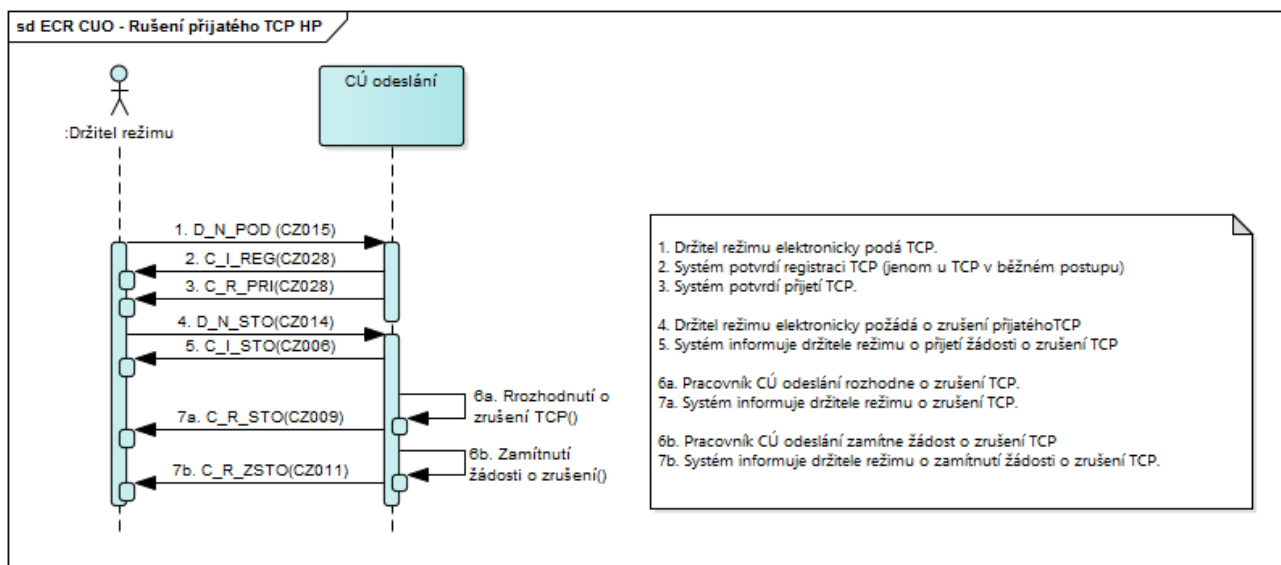 sd ECR CUO - Rušení přijatého TCP HP
CÚ odeslání
:Držitel režimu
1. D_N_POD (CZ015)
2. C_I_REG(CZ028)
3. C_R_PRI(CZ028)
4. D_N_STO(CZ014)
5. C_I_STO(CZ006)
6a. Rrozhodnutí o
zrušení TCP()
7a. C_R_STO(CZ009)
6b. Zamítnutí
žádosti o zrušení()
7b. C_R_ZSTO(CZ011)
1. Držitel režimu elektronicky podá TCP.
2. Systém potvrdí registraci TCP (jenom u TCP v běžném postupu)
3. Systém potvrdí přijetí TCP.
4. Držitel režimu elektronicky požádá o zrušení přijatéhoTCP
5. Systém informuje držitele režimu o přijetí žádosti o zrušení TCP
6a. Pracovník CÚ odeslání rozhodne o zrušení TCP.
7a. Systém informuje držitele režimu o zrušení TCP.
6b. Pracovník CÚ odeslání zamítne žádost o zrušení TCP
7b. Systém informuje držitele režimu o zamítnutí žádosti o zrušení TCP.